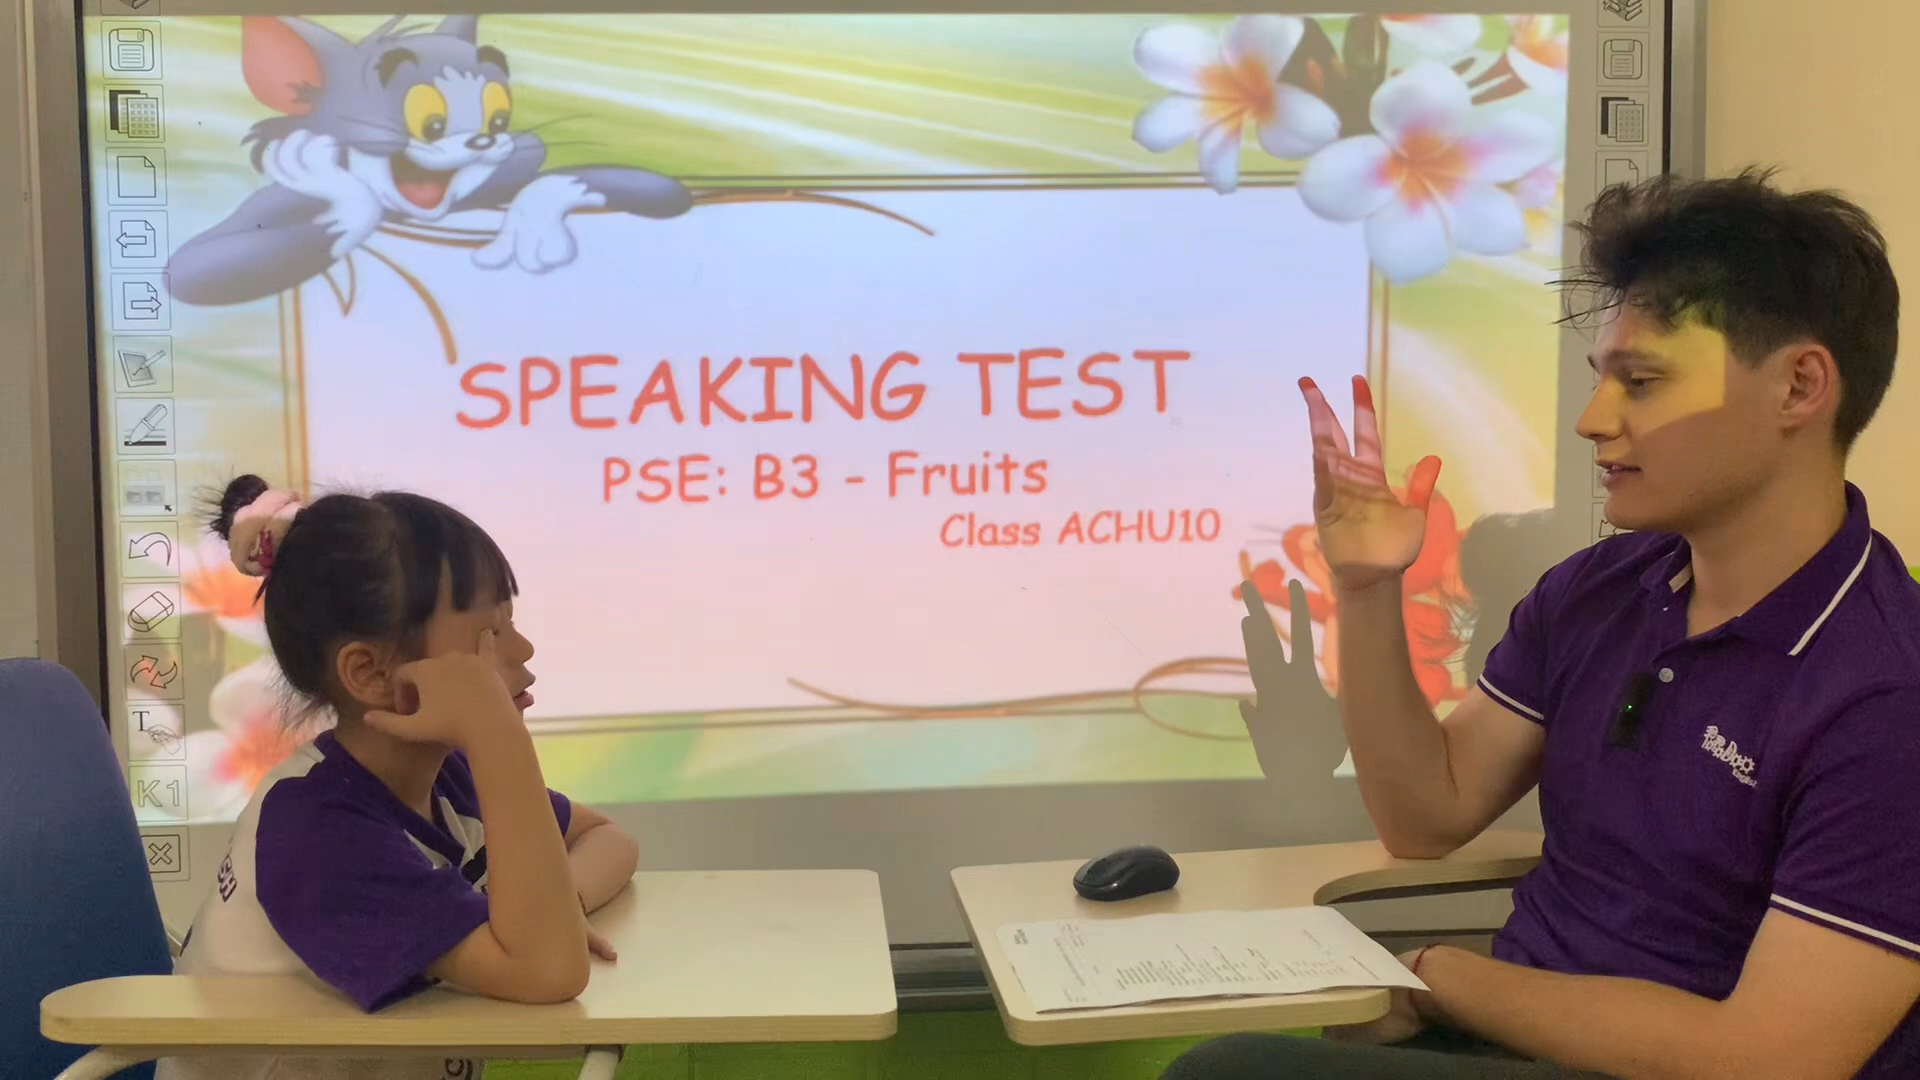 SPEAKING TEST
PSE: B3 - Fruits
Class ACHU10
T
K1